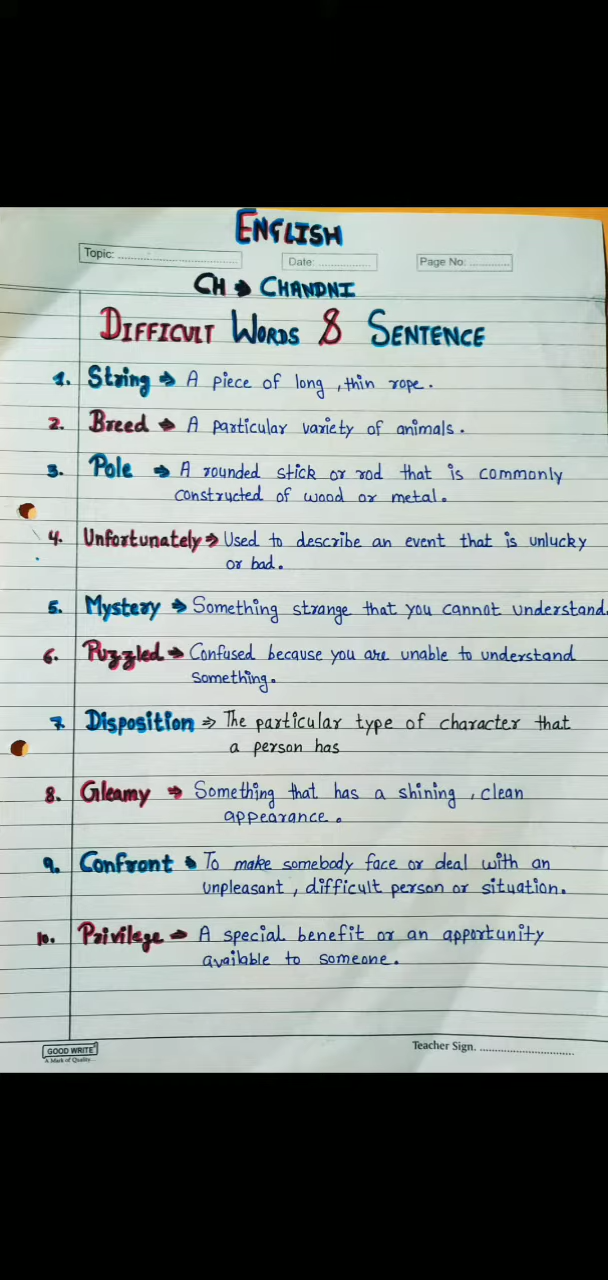 ENGLISH
Topic: ................................ Date: ................. Page No: ............
CH → CHANDNI
DIFFICULT WORDS & SENTENCE
1. String ⇒ A piece of long , thin rope .
2. Breed ⇒ A particular variety of animals .
3. Pole ⇒ A rounded stick or rod that is commonly
constructed of wood or metal .
4. Unfortunately ⇒ Used to describe an event that is unlucky
or bad .
5. Mystery ⇒ Something strange that you cannot understand.
6. Puzzled ⇒ Confused because you are unable to understand
something .
7. Disposition ⇒ The particular type of character that
a person has
8. Gleamy ⇒ Something that has a shining , clean
appearance .
9. Confront ⇒ To make somebody face or deal with an
unpleasant , difficult person or situation .
10. Privilege ⇒ A special benefit or an apportunity
available to someone .
GOOD WRITE
A Mark of Quality...
Teacher Sign. ..............................